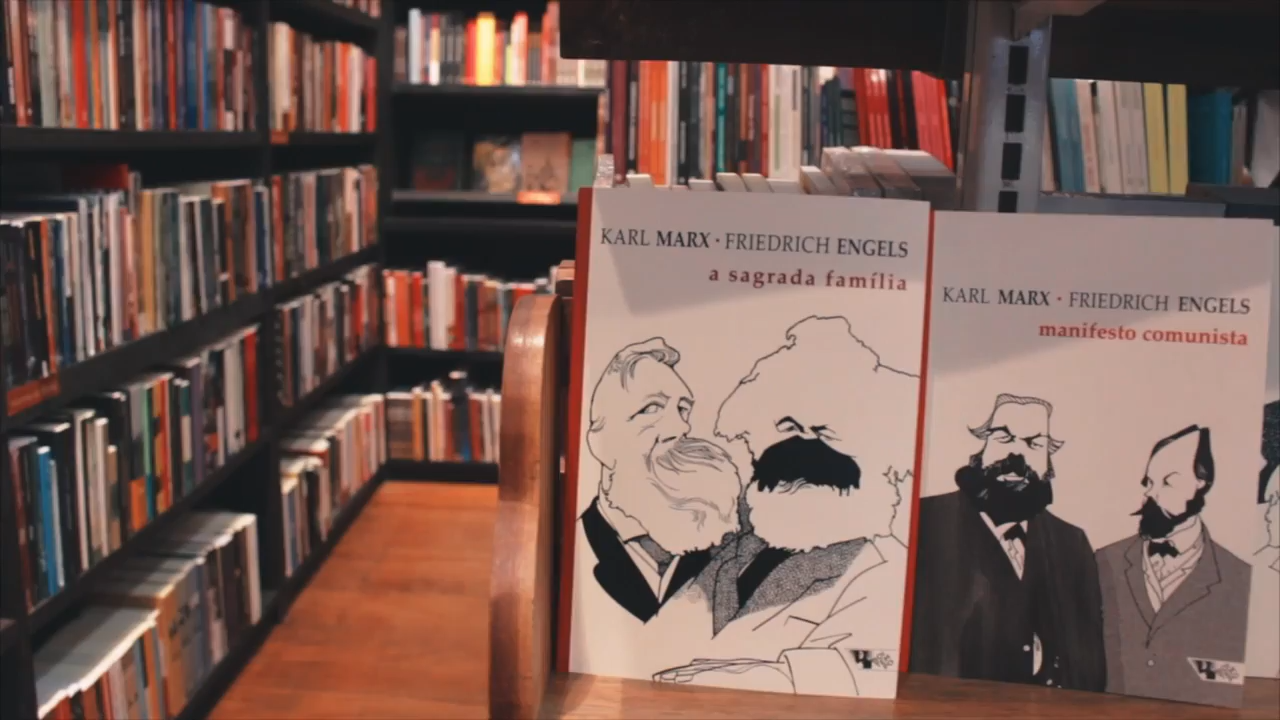 KARL MARX · FRIEDRICH ENGELS
a sagrada família
KARL MARX · FRIEDRICH ENGELS
manifesto comunista